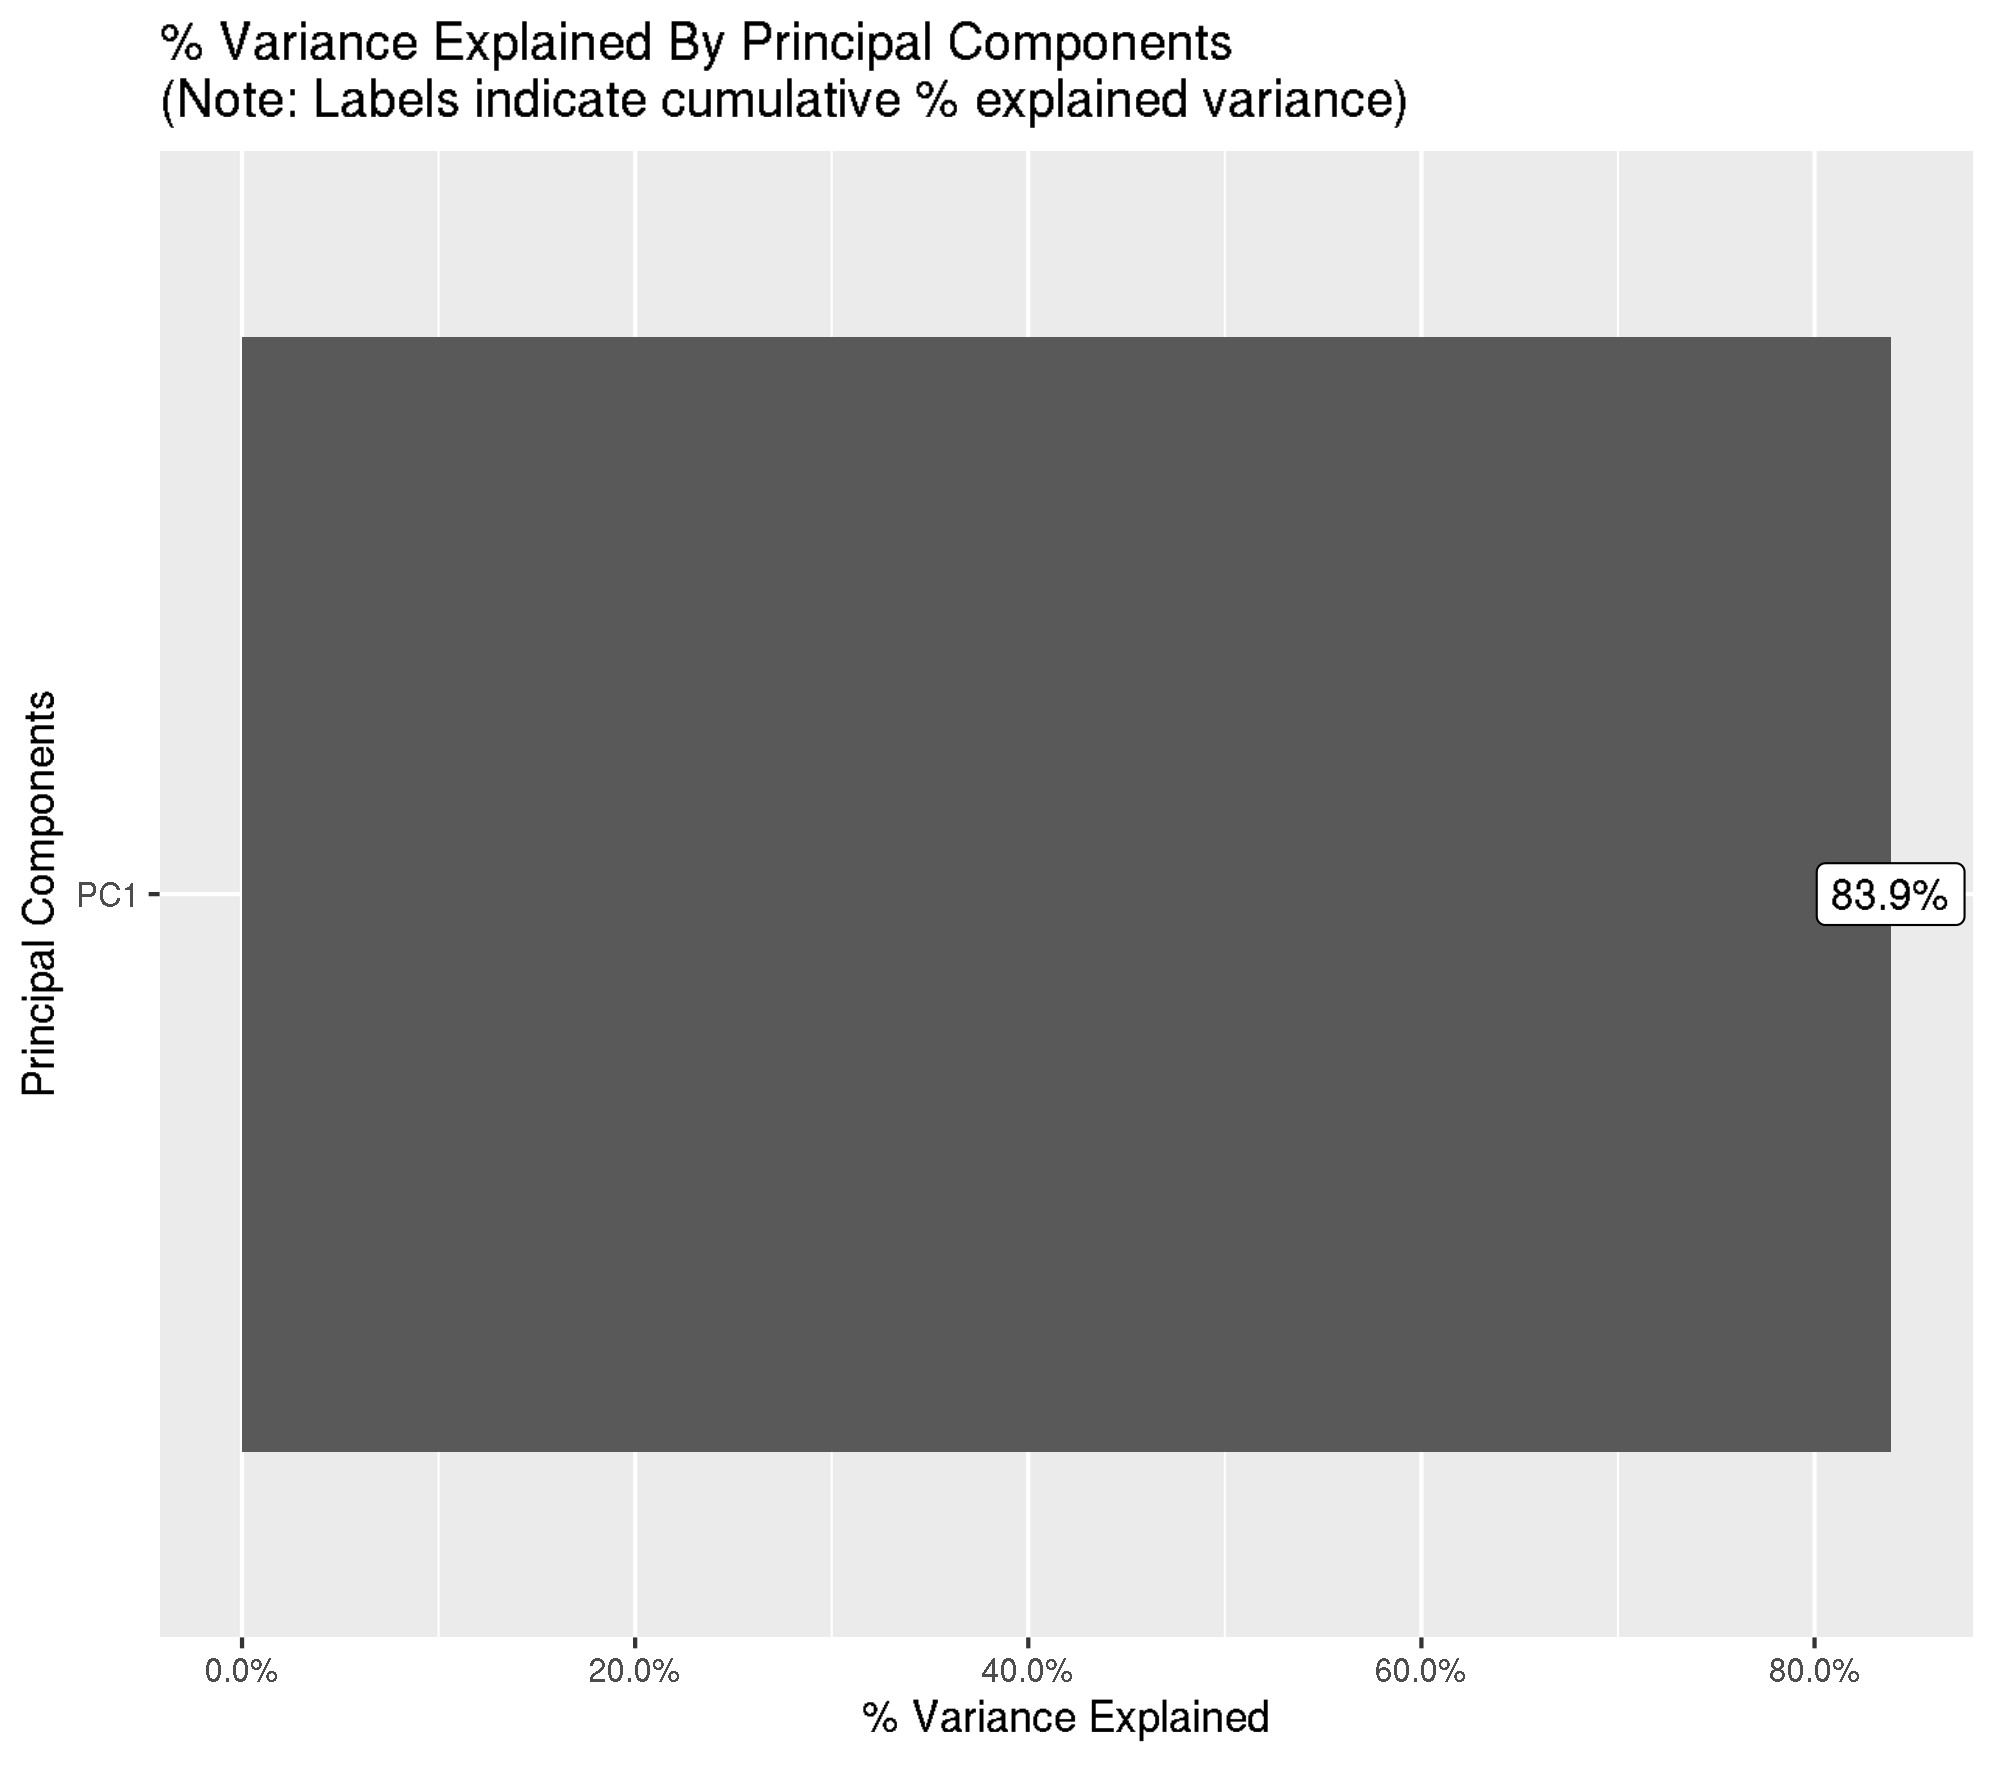 % Variance Explained By Principal Components
(Note: Labels indicate cumulative % explained variance)
Principal Components
PC1
83.9%
0.0%
20.0%
40.0%
60.0%
80.0%
% Variance Explained